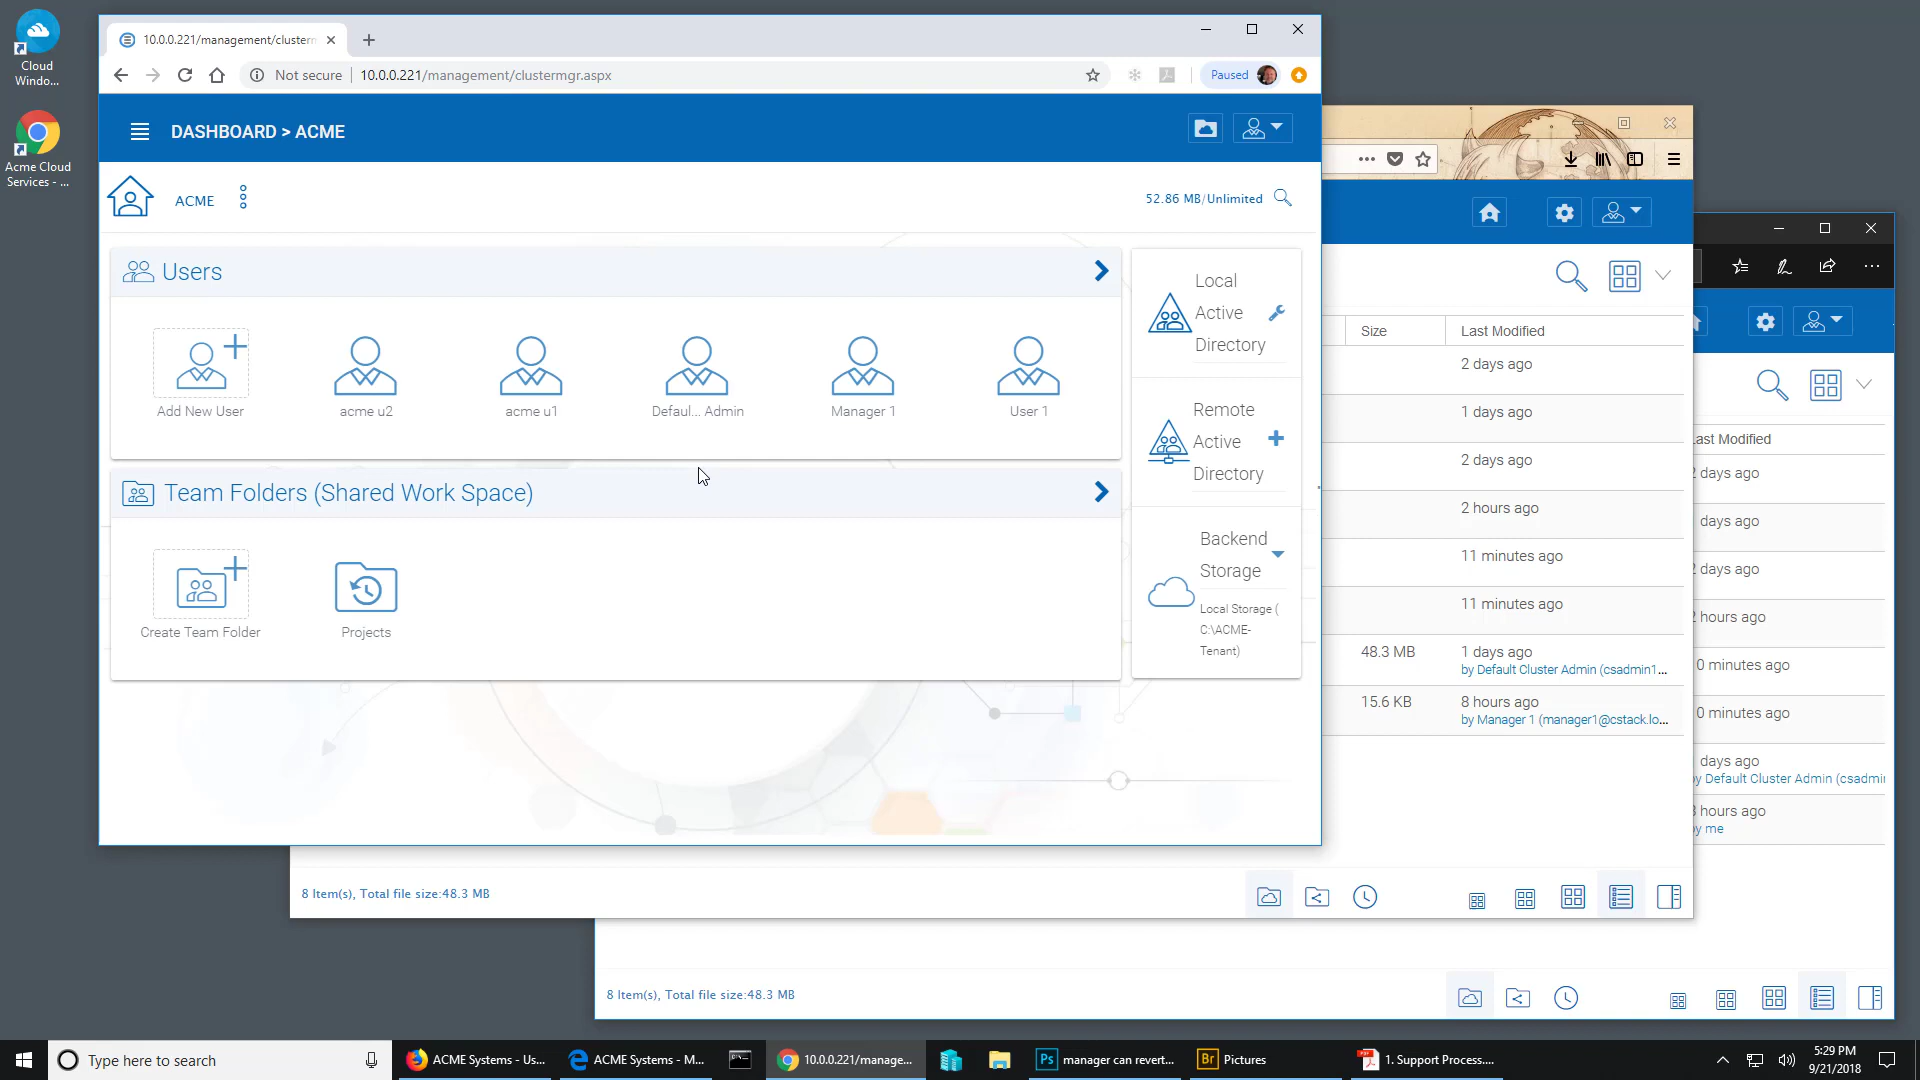 Cloud
Windo...
Acme Cloud
Services - ...
10.0.0.221/management/clusterm
Not secure
10.0.0.221/management/clustermgr.aspx
Paused
DASHBOARD > ACME
ACME
52.86 MB/Unlimited
Users
Add New User
acme u2
acme u1
Defaul... Admin
Manager 1
User 1
Team Folders (Shared Work Space)
Create Team Folder
Projects
Local
Active
Directory
Remote
Active
Directory
Backend
Storage
Local Storage (
C:\ACME-
Tenant)
Size
Last Modified
2 days ago
1 days ago
2 days ago
2 hours ago
11 minutes ago
11 minutes ago
48.3 MB
1 days ago
by Default Cluster Admin (csadmin1...
15.6 KB
8 hours ago
by Manager 1 (manager1@cstack.lo...
8 Item(s), Total file size:48.3 MB
Last Modified
2 days ago
days ago
2 days ago
2 hours ago
0 minutes ago
0 minutes ago
days ago
by Default Cluster Admin (csadmi
hours ago
by me
8 Item(s), Total file size:48.3 MB
Type here to search
ACME Systems - Us...
ACME Systems - M...
10.0.0.221/manage...
Ps
manager can revert...
Br
Pictures
1. Support Process....
5:29 PM
9/21/2018